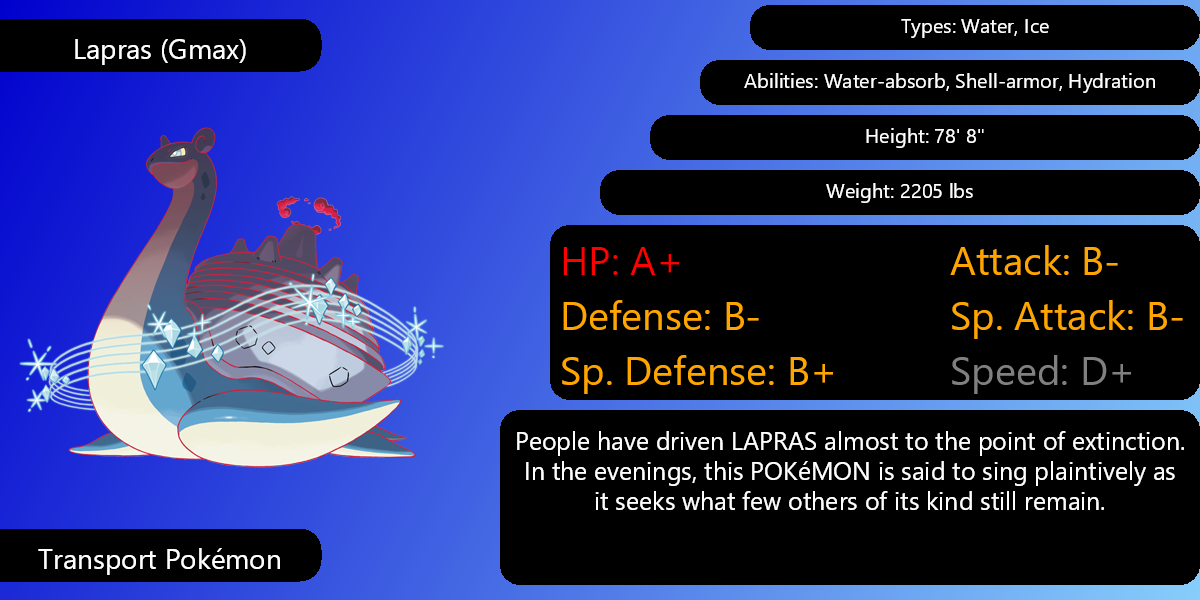 Lapras (Gmax)
Types: Water, Ice
Abilities: Water-absorb, Shell-armor, Hydration
Height: 78' 8"
Weight: 2205 lbs
HP: A+
Attack: B-
Defense: B-
Sp. Attack: B-
Sp. Defense: B+
Speed: D+
People have driven LAPRAS almost to the point of extinction.
In the evenings, this POKéMON is said to sing plaintively as
it seeks what few others of its kind still remain.
Transport Pokémon